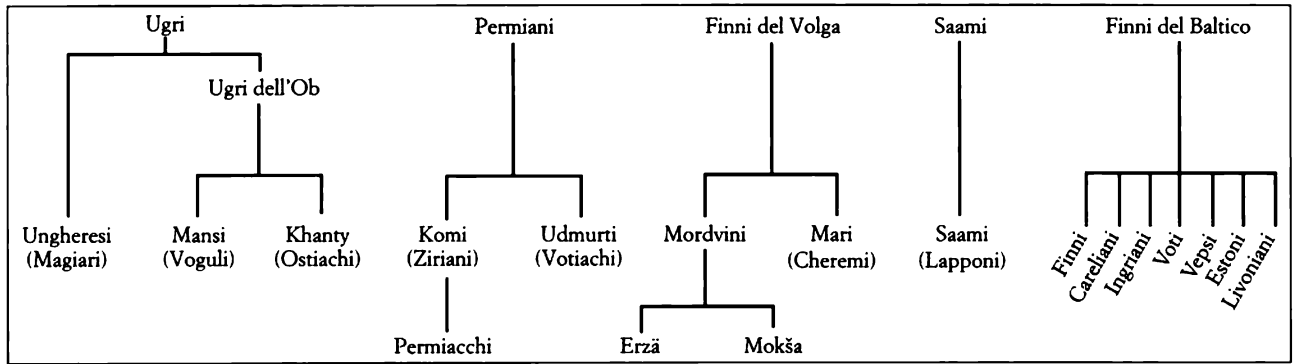 Ugri
Permiani
Finni del Volga
Saami
Finni del Baltico
Ugri dell'Ob
Ungheresi
(Magiari)
Mansi
(Voguli)
Khanty
(Ostiachi)
Komi
(Ziriani)
Udmurti
(Votiachi)
Mordvini
Mari
(Cheremi)
Saami
(Lapponi)
Finni
Careliani
Ingriani
Voti
Vepsi
Estoni
Livoniani
Permiacchi
Erzä
Mokša